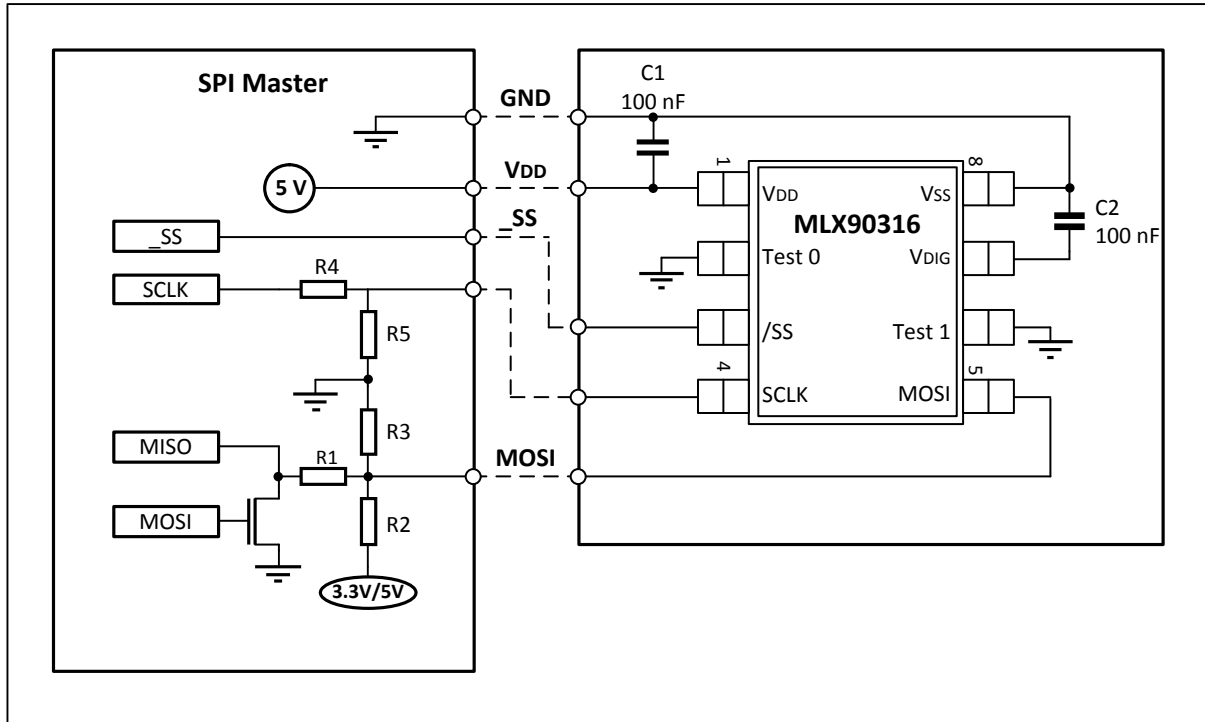 SPI Master
GND
VDD
_SS
MOSI
5 V
_SS
SCLK
MISO
MOSI
R4
R5
R3
R1
R2
3.3V/5V
C1
100 nF
C2
100 nF
MLX90316
1
VDD
Test 0
/SS
4
SCLK
8
VSS
VDIG
Test 1
5
MOSI